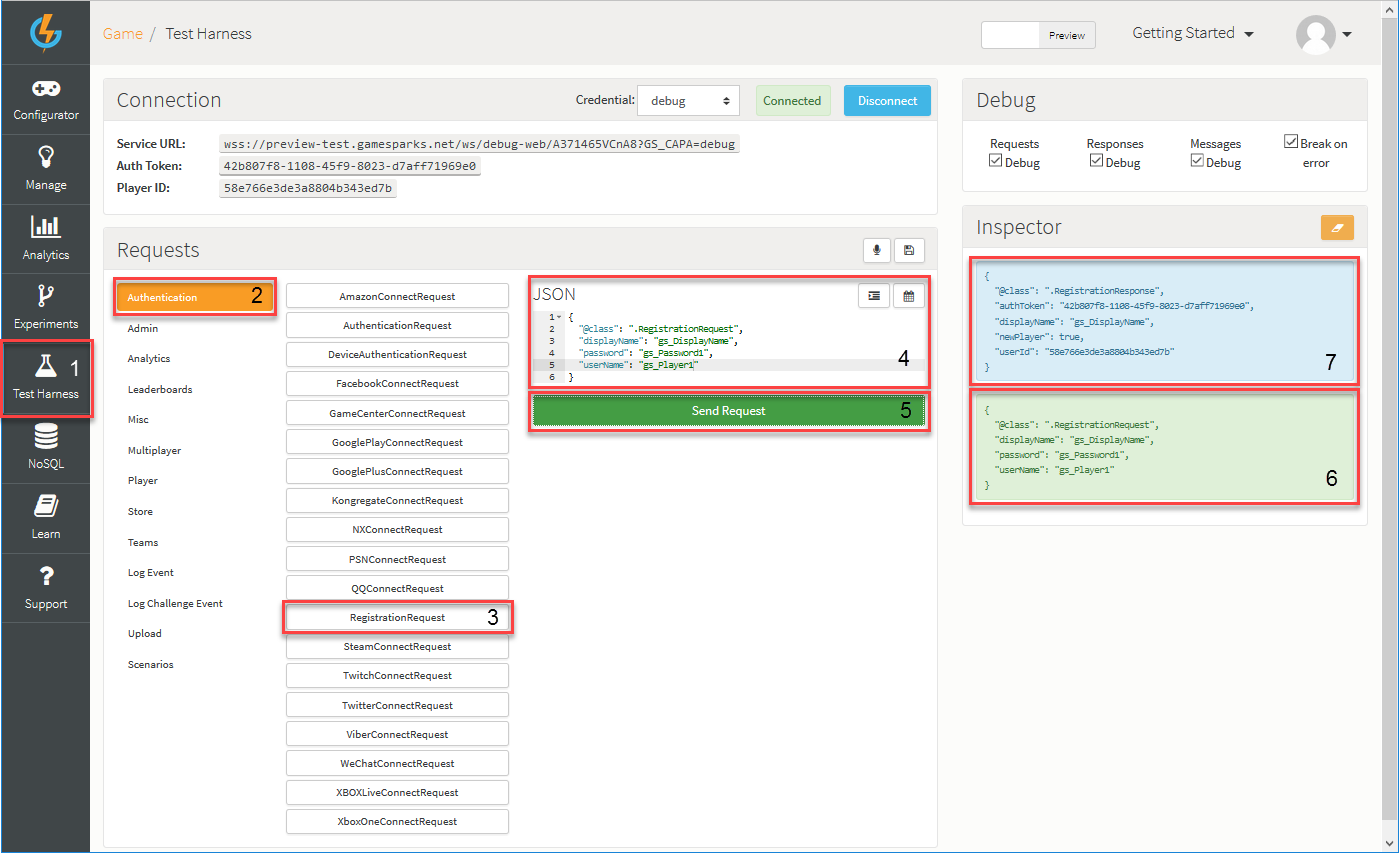 Game / Test Harness
Preview
Getting Started
Configurator
Manage
Analytics
Experiments
1
Test Harness
NoSQL
Learn
?
Support
Connection
Credential:
debug
Connected
Disconnect
Service URL: wss://preview-test.gamesparks.net/ws/debug-web/A371465VCnA8?GS_CAPA=debug
Auth Token: 42b807f8-1108-45f9-8023-d7aff71969e0
Player ID: 58e766e3de3a8804b343ed7b
Requests
Authentication 2
Admin
Analytics
Leaderboards
Misc
Multiplayer
Player
Store
Teams
Log Event
Log Challenge Event
Upload
Scenarios
AmazonConnectRequest
AuthenticationRequest
DeviceAuthenticationRequest
FacebookConnectRequest
GameCenterConnectRequest
GooglePlayConnectRequest
GooglePlusConnectRequest
KongregateConnectRequest
NXConnectRequest
PSNConnectRequest
QQConnectRequest
RegistrationRequest 3
SteamConnectRequest
TwitchConnectRequest
TwitterConnectRequest
ViberConnectRequest
WeChatConnectRequest
XBOXLiveConnectRequest
XboxOneConnectRequest
JSON
1 {
2 "@class": ".RegistrationRequest",
3 "displayName": "gs_DisplayName",
4 "password": "gs_Password1",
5 "userName": "gs_Player1"
6 }
4
Send Request 5
Debug
Requests
Debug
Responses
Debug
Messages
Debug
Break on
error
Inspector
{
"@class": ".RegistrationResponse",
"authToken": "42b807f8-1108-45f9-8023-d7aff71969e0",
"displayName": "gs_DisplayName",
"newPlayer": true,
"userId": "58e766e3de3a8804b343ed7b"
}
7
{
"@class": ".RegistrationRequest",
"displayName": "gs_DisplayName",
"password": "gs_Password1",
"userName": "gs_Player1"
}
6